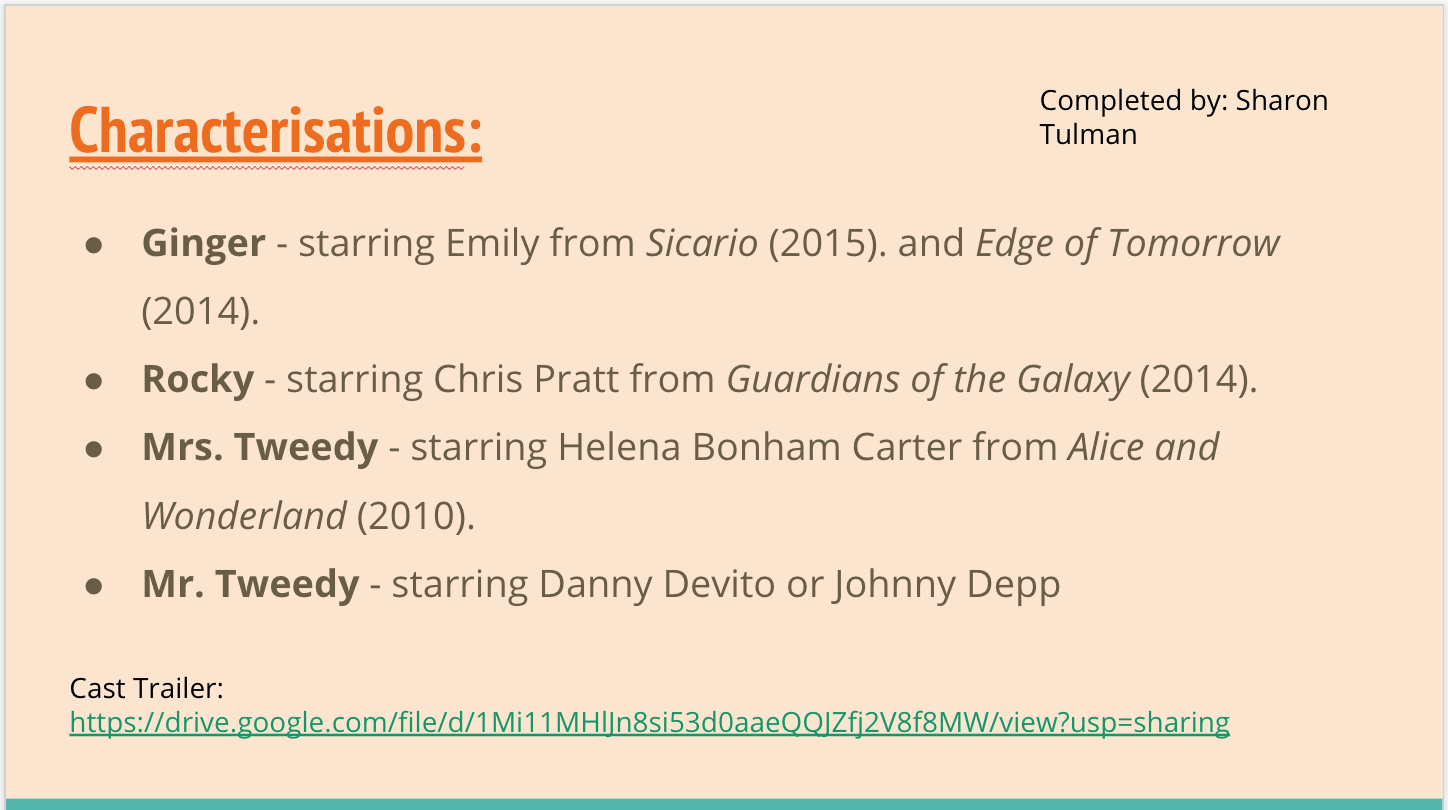 Completed by: Sharon
Tulman
Characterisations:
● Ginger - starring Emily from Sicario (2015). and Edge of Tomorrow
(2014).
● Rocky - starring Chris Pratt from Guardians of the Galaxy (2014).
● Mrs. Tweedy - starring Helena Bonham Carter from Alice and
Wonderland (2010).
● Mr. Tweedy - starring Danny Devito or Johnny Depp
Cast Trailer:
https://drive.google.com/file/d/1Mi11MHlJn8si53d0aaeQQJZfj2V8f8MW/view?usp=sharing